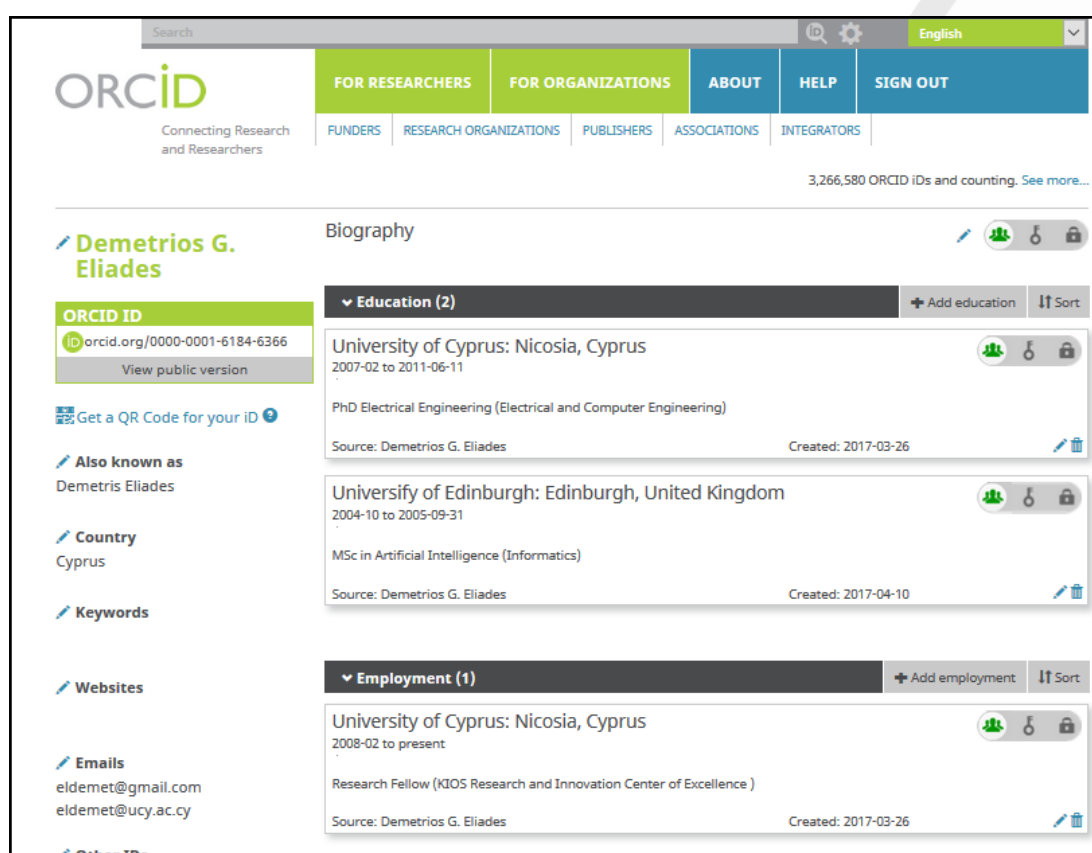 Search
English
ORCiD
FOR RESEARCHERS
FOR ORGANIZATIONS
ABOUT
HELP
SIGN OUT
Connecting Research
and Researchers
FUNDERS
RESEARCH ORGANIZATIONS
PUBLISHERS
ASSOCIATIONS
INTEGRATORS
3,266,580 ORCID iDs and counting. See more...
Demetrios G.
Eliades
ORCID ID
iD orcid.org/0000-0001-6184-6366
View public version
Get a QR Code for your iD ?
Also known as
Demetris Eliades
Country
Cyprus
Keywords
Websites
Emails
eldemet@gmail.com
eldemet@ucy.ac.cy
Other IDs
Biography
Education (2)
Add education
Sort
University of Cyprus: Nicosia, Cyprus
2007-02 to 2011-06-11
PhD Electrical Engineering (Electrical and Computer Engineering)
Source: Demetrios G. Eliades
Created: 2017-03-26
Universify of Edinburgh: Edinburgh, United Kingdom
2004-10 to 2005-09-31
MSc in Artificial Intelligence (Informatics)
Source: Demetrios G. Eliades
Created: 2017-04-10
Employment (1)
Add employment
Sort
University of Cyprus: Nicosia, Cyprus
2008-02 to present
Research Fellow (KIOS Research and Innovation Center of Excellence )
Source: Demetrios G. Eliades
Created: 2017-03-26